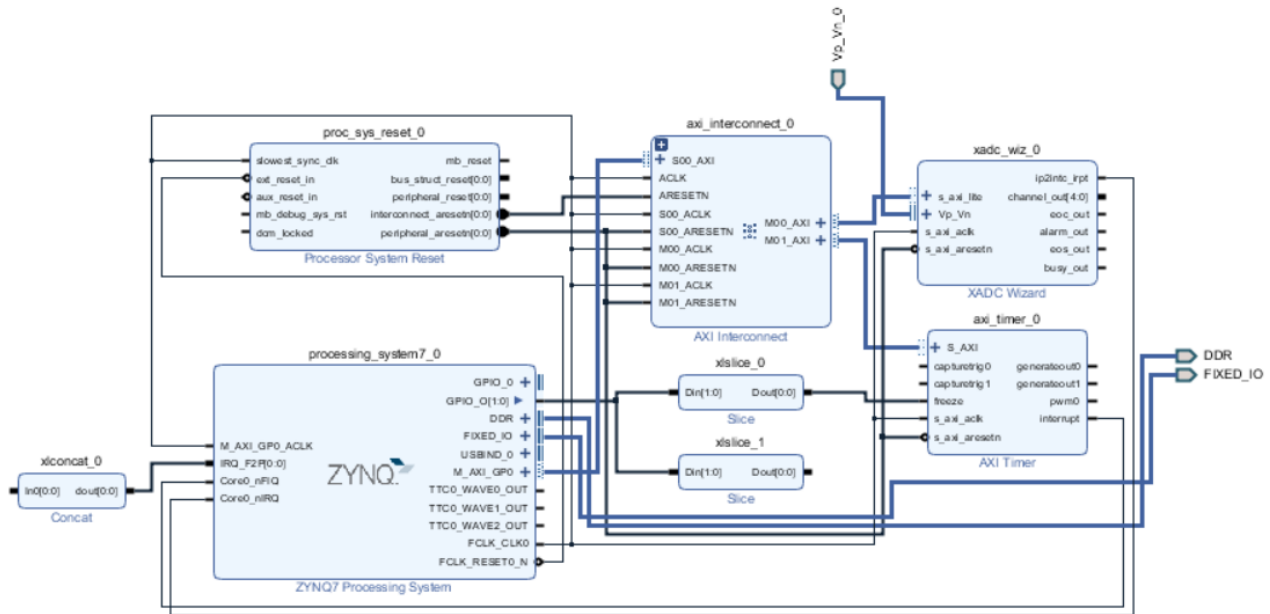 Vp_Vn_0
proc_sys_reset_0
slowest_sync_clk
ext_reset_in
aux_reset_in
mb_debug_sys_rst
dcm_locked
mb_reset
bus_struct_reset[0:0]
peripheral_reset[0:0]
interconnect_aresetn[0:0]
peripheral_aresetn[0:0]
Processor System Reset
axi_interconnect_0
S00_AXI
ACLK
ARESETN
S00_ACLK
S00_ARESETN
M00_ACLK
M00_ARESETN
M01_ACLK
M01_ARESETN
M00_AXI
M01_AXI
AXI Interconnect
xadc_wiz_0
s_axi_lite
Vp_Vn
s_axi_aclk
s_axi_aresetn
ip2intc_irpt
channel_out[4:0]
eoc_out
alarm_out
eos_out
busy_out
XADC Wizard
axi_timer_0
S_AXI
capturetrig0
capturetrig1
freeze
s_axi_aclk
s_axi_aresetn
generateout0
generateout1
pwm0
interrupt
AXI Timer
DDR
FIXED_IO
xlslice_0
Din[1:0]
Dout[0:0]
Slice
xlslice_1
Din[1:0]
Dout[0:0]
Slice
processing_system7_0
M_AXI_GP0_ACLK
IRQ_F2P[0:0]
Core0_nFIQ
Core0_nIRQ
ZYNQ
GPIO_0
GPIO_O[1:0]
DDR
FIXED_IO
USBIND_0
M_AXI_GP0
TTC0_WAVE0_OUT
TTC0_WAVE1_OUT
TTC0_WAVE2_OUT
FCLK_CLK0
FCLK_RESET0_N
ZYNQ7 Processing System
xlconcat_0
In0[0:0]
dout[0:0]
Concat